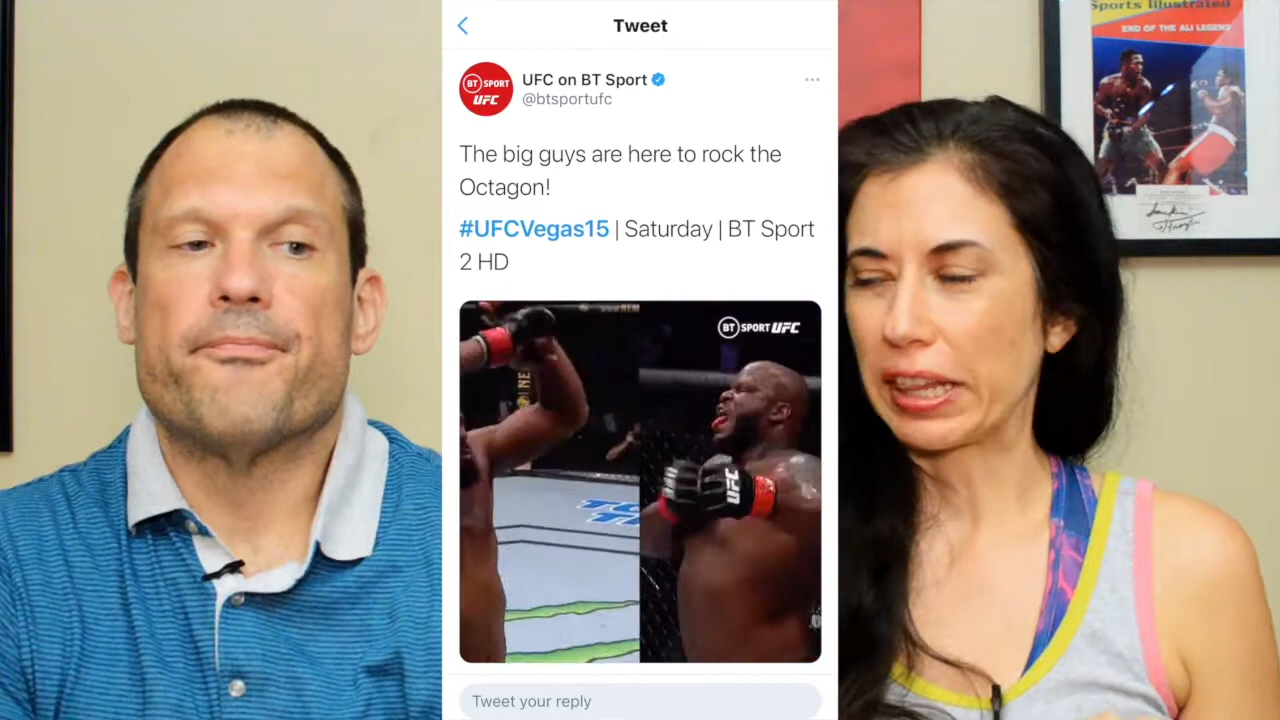 Tweet
BT SPORT
UFC
UFC on BT Sport
@btsportufc
The big guys are here to rock the
Octagon!
#UFCVegas15 | Saturday | BT Sport
2 HD
BT SPORT UFC
UFC
Tweet your reply
Sports Illustrated
END OF THE ALI LEGEND